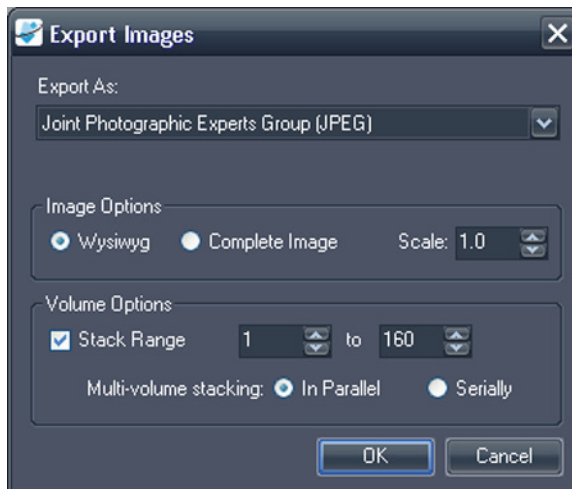 Export Images
Export As:
Joint Photographic Experts Group (JPEG)
Image Options
Wysiwyg Complete Image Scale: 1.0
Volume Options
Stack Range 1 to 160
Multi-volume stacking: In Parallel Serially
OK Cancel